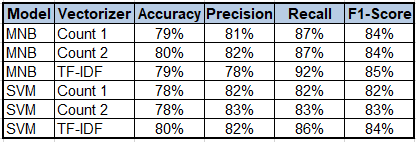 Model Vectorizer Accuracy Precision Recall F1-Score
MNB Count 1 79% 81% 87% 84%
MNB Count 2 80% 82% 87% 84%
MNB TF-IDF 79% 78% 92% 85%
SVM Count 1 78% 82% 82% 82%
SVM Count 2 78% 83% 83% 83%
SVM TF-IDF 80% 82% 86% 84%